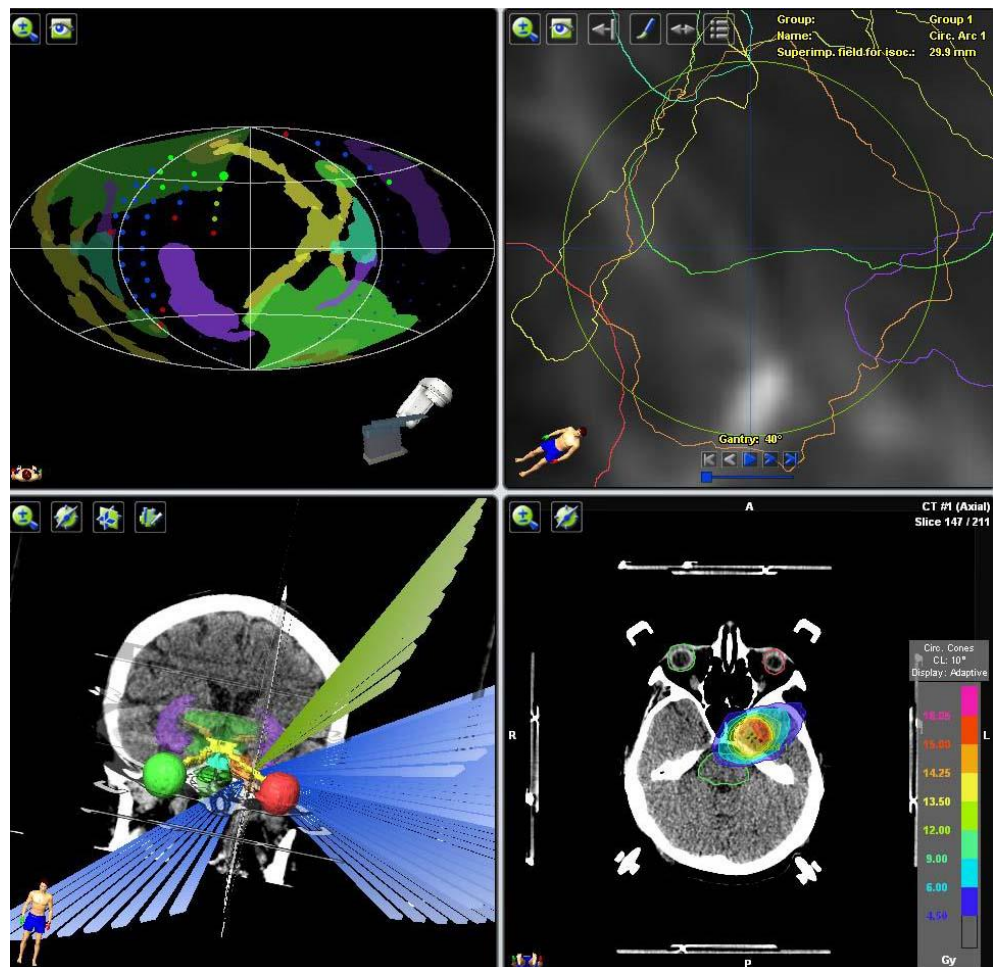 Group: Group 1
Name: Circ. Arc 1
Superimp. field for isoc.: 29.9 mm
Gantry: 40°
A
CT #1 (Axial)
Slice 147 / 211
R
L
P
Circ. Cones
CL: 10"
Display: Adaptive
18.05
15.00
14.25
13.50
12.00
9.00
6.00
4.50
Gy